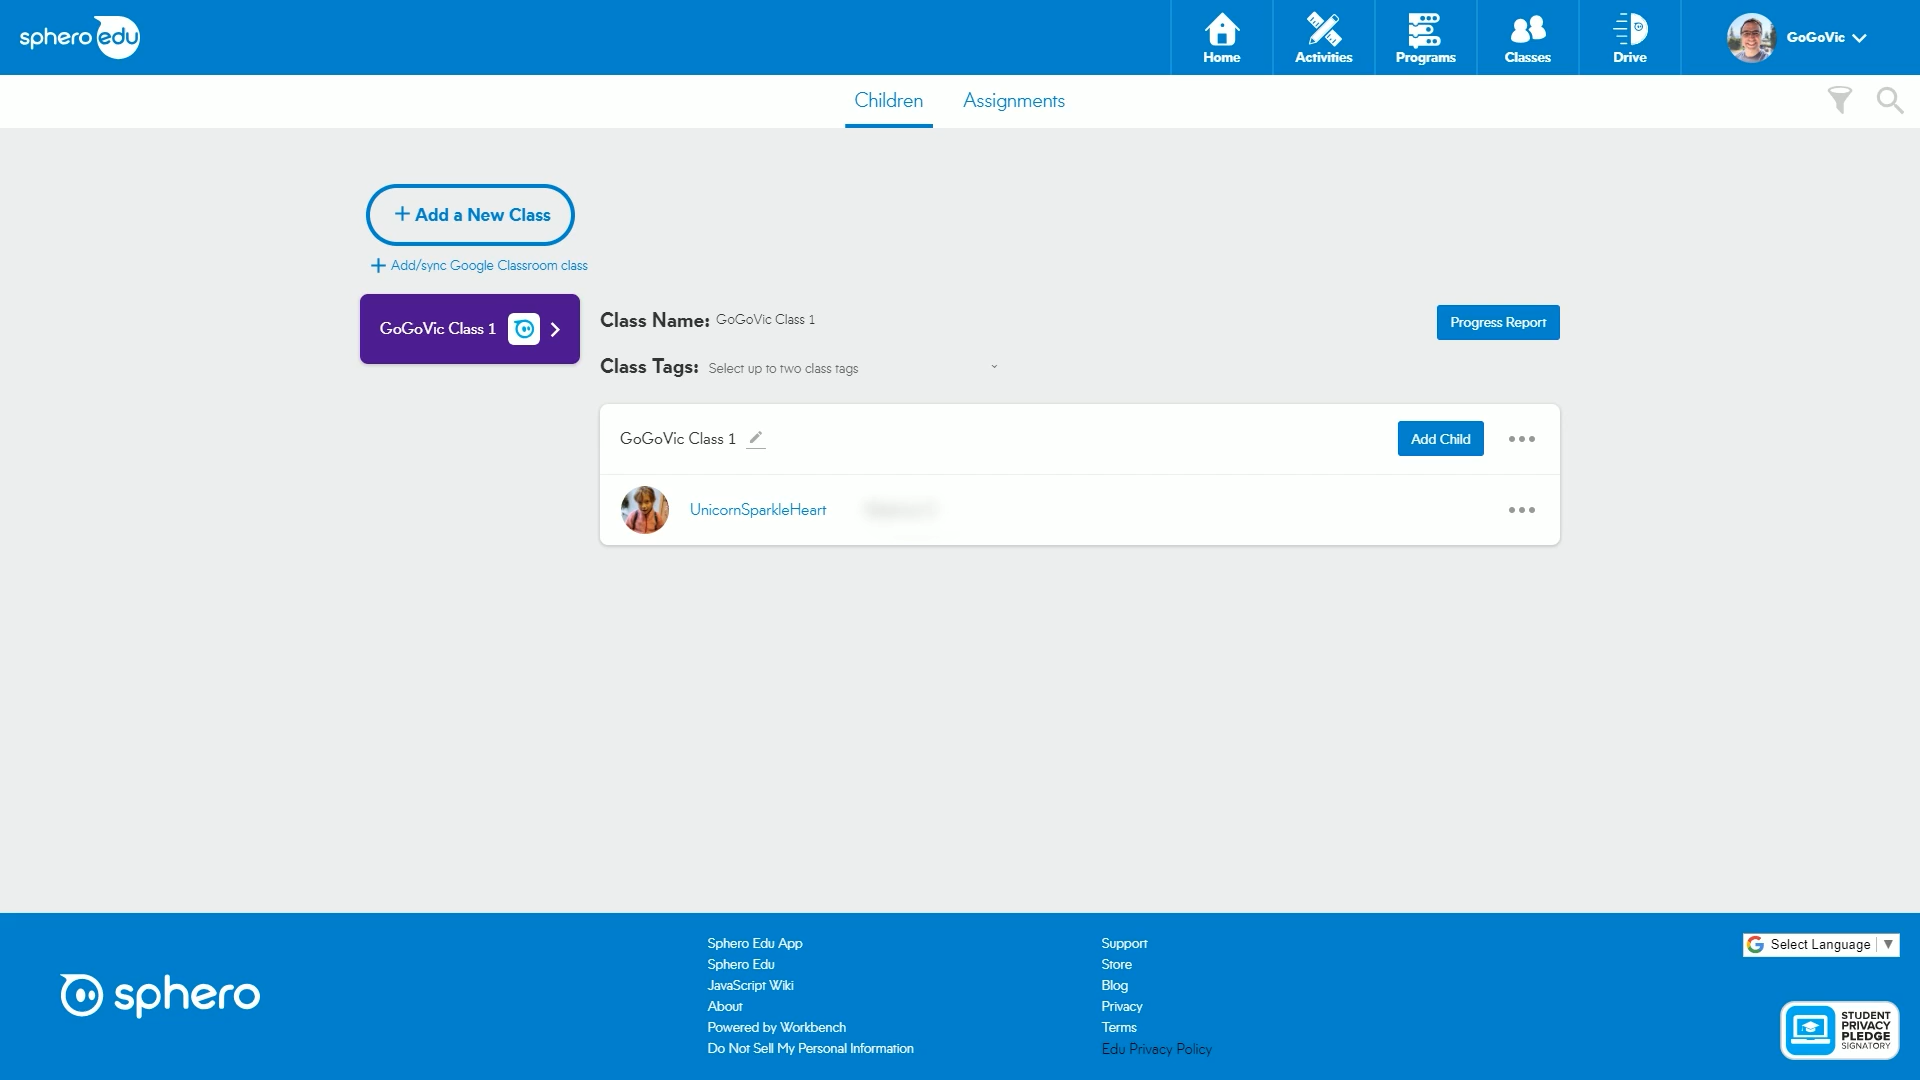 sphero edu
Home
Activities
Programs
Classes
Drive
GoGoVic
Children
Assignments
+ Add a New Class
+ Add/sync Google Classroom class
GoGoVic Class 1
Class Name: GoGoVic Class 1
Progress Report
Class Tags: Select up to two class tags
GoGoVic Class 1
Add Child
UnicornSparkleHeart
sphero
Sphero Edu App
Sphero Edu
JavaScript Wiki
About
Powered by Workbench
Do Not Sell My Personal Information
Support
Store
Blog
Privacy
Terms
Edu Privacy Policy
Select Language ▼
STUDENT
PRIVACY
PLEDGE
SIGNATORY